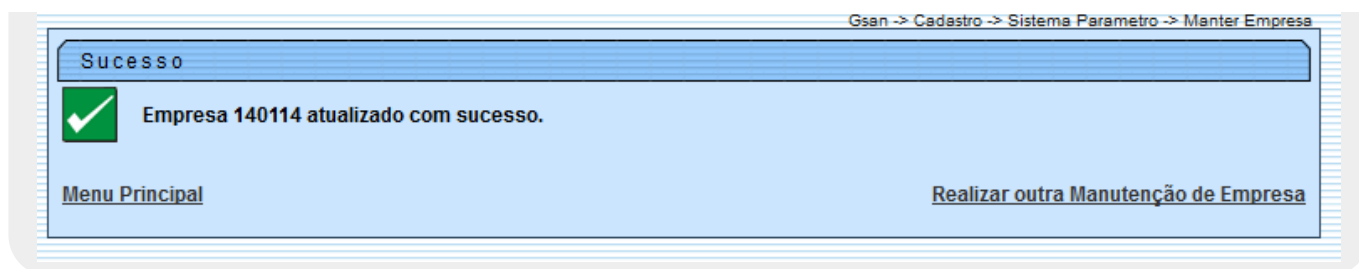 Gsan -> Cadastro -> Sistema Parametro -> Manter Empresa
Sucesso
Empresa 140114 atualizado com sucesso.
Menu Principal
Realizar outra Manutenção de Empresa